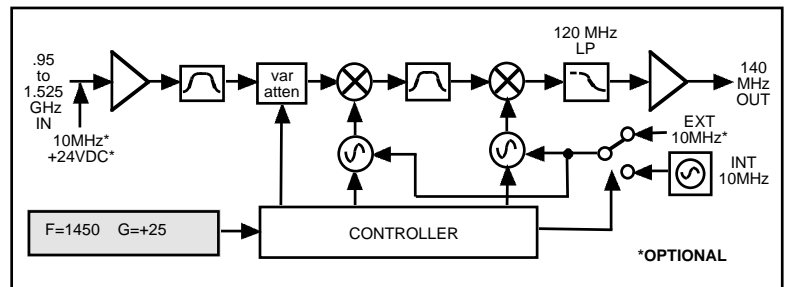 .95
to
1.525
GHz
IN
10MHz*
+24VDC*
var
atten
120 MHz
LP
140
MHz
OUT
EXT
10MHz*
INT
10MHz
F=1450 G=+25
CONTROLLER
*OPTIONAL